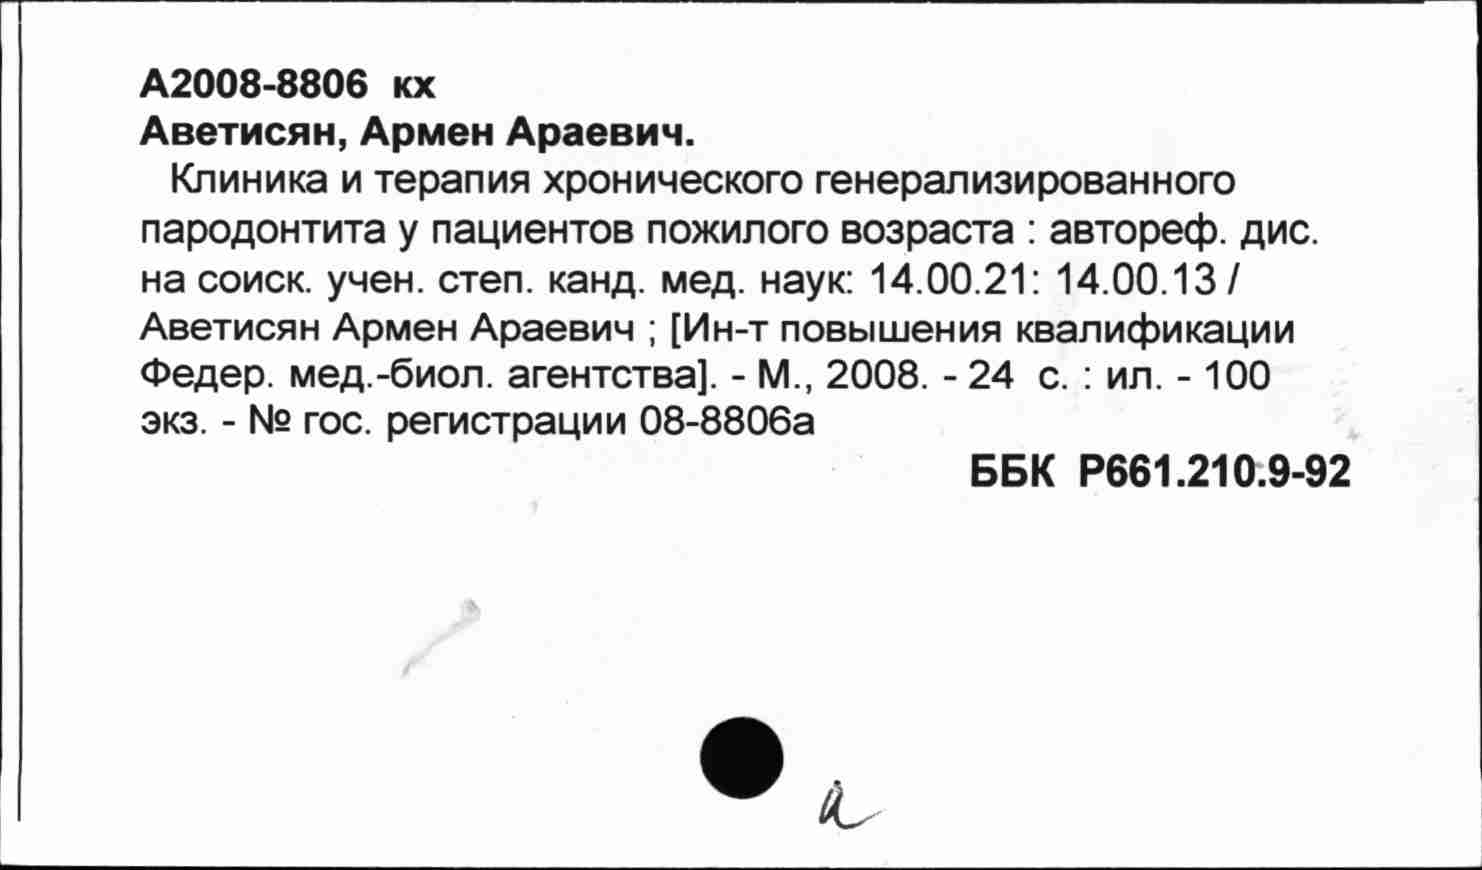 А2008-8806 кх
Аветисян, Армен Араевич.
Клиника и терапия хронического генерализированного
пародонтита у пациентов пожилого возраста : автореф. дис.
на соиск. учен. степ. канд. мед. наук: 14.00.21: 14.00.13 /
Аветисян Армен Араевич ; [Ин-т повышения квалификации
Федер. мед.-биол. агентства]. - М., 2008. - 24 с. : ил. - 100
экз. - № гос. регистрации 08-8806а
ББК Р661.210.9-92
а